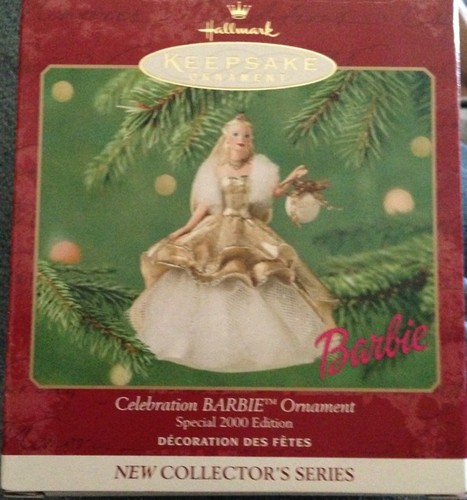 Hallmark
KEEPSAKE
ORNAMENT
Barbie
Celebration BARBIE™ Ornament
Special 2000 Edition
DÉCORATION DES FÊTES
NEW COLLECTOR'S SERIES